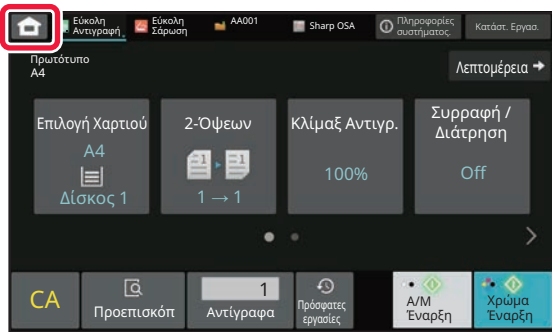 Εύκολη
Αντιγραφή
Εύκολη
Σάρωση
AA001
Sharp OSA
Πληροφορίες
συστήματος.
Κατάστ. Εργασ.
Πρωτότυπο
A4
Λεπτομέρεια
Επιλογή Χαρτιού
A4
Δίσκος 1
2-Όψεων
1 → 1
Κλίμαξ Αντιγρ.
100%
Συρραφή /
Διάτρηση
Off
CA
Προεπισκόπ
1
Αντίγραφα
Πρόσφατες
εργασίες
Α/Μ
Έναρξη
Χρώμα
Έναρξη